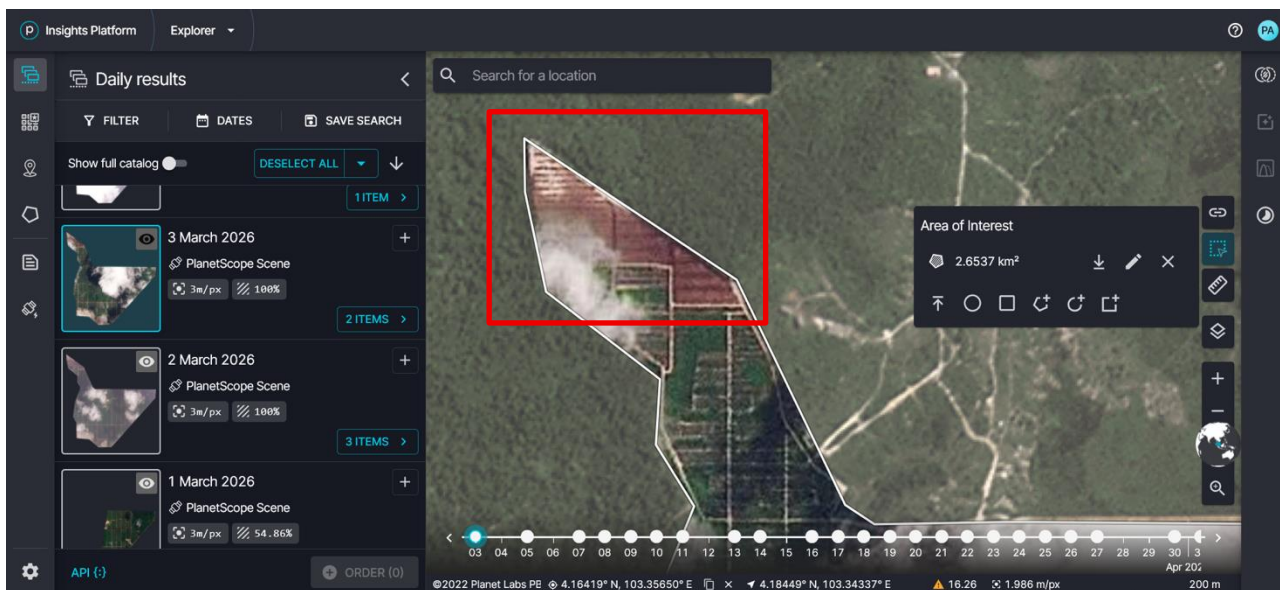 Insights Platform
Explorer
PA
Daily results
FILTER
DATES
SAVE SEARCH
Show full catalog
DESELECT ALL
1 ITEM >
3 March 2026
PlanetScope Scene
3m/px 100%
2 ITEMS >
2 March 2026
PlanetScope Scene
3m/px 100%
3 ITEMS >
1 March 2026
PlanetScope Scene
3m/px 54.86%
API {:}
ORDER (0)
Search for a location
Area of Interest
2.6537 km²
03 04 05 06 07 08 09 10 11 12 13 14 15 16 17 18 19 20 21 22 23 24 25 26 27 28 29 30 3
Apr 202
©2022 Planet Labs PB 4.16419° N, 103.35650° E 4.18449° N, 103.34337° E 16.26 1.986 m/px 200 m